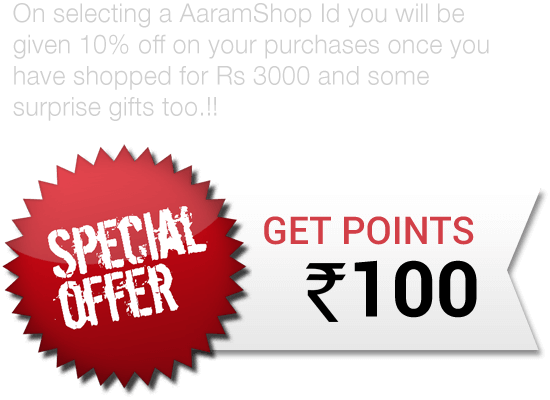 On selecting a AaramShop Id you will be
given 10% off on your purchases once you
have shopped for Rs 3000 and some
surprise gifts too.!!
SPECIAL
OFFER
GET POINTS
₹100